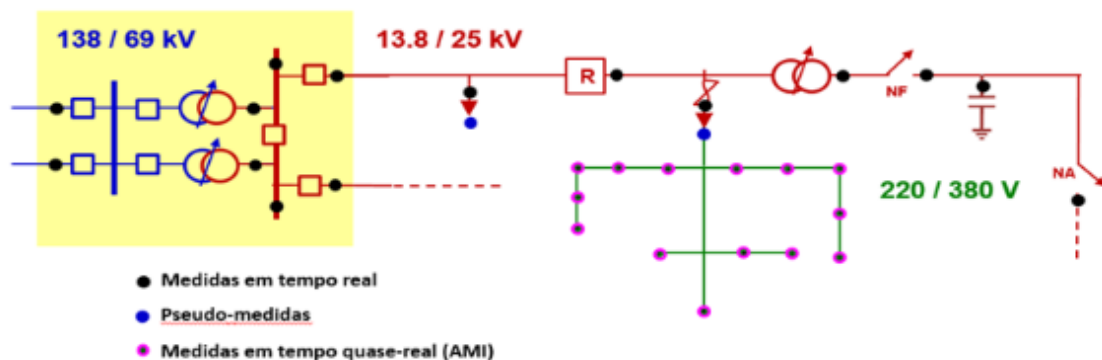 138 / 69 kV
13.8 / 25 kV
R
NF
NA
220 / 380 V
Medidas em tempo real
Pseudo-medidas
Medidas em tempo quase-real (AMI)